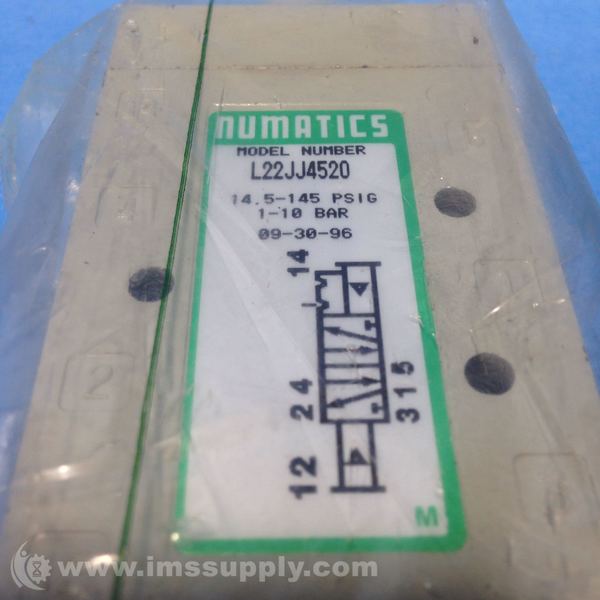 NUMATICS
MODEL NUMBER
L22JJ4520
14.5-145 PSIG
1-10 BAR
09-30-96
14
2 4
3 1 5
12
M
2
www.imssupply.com